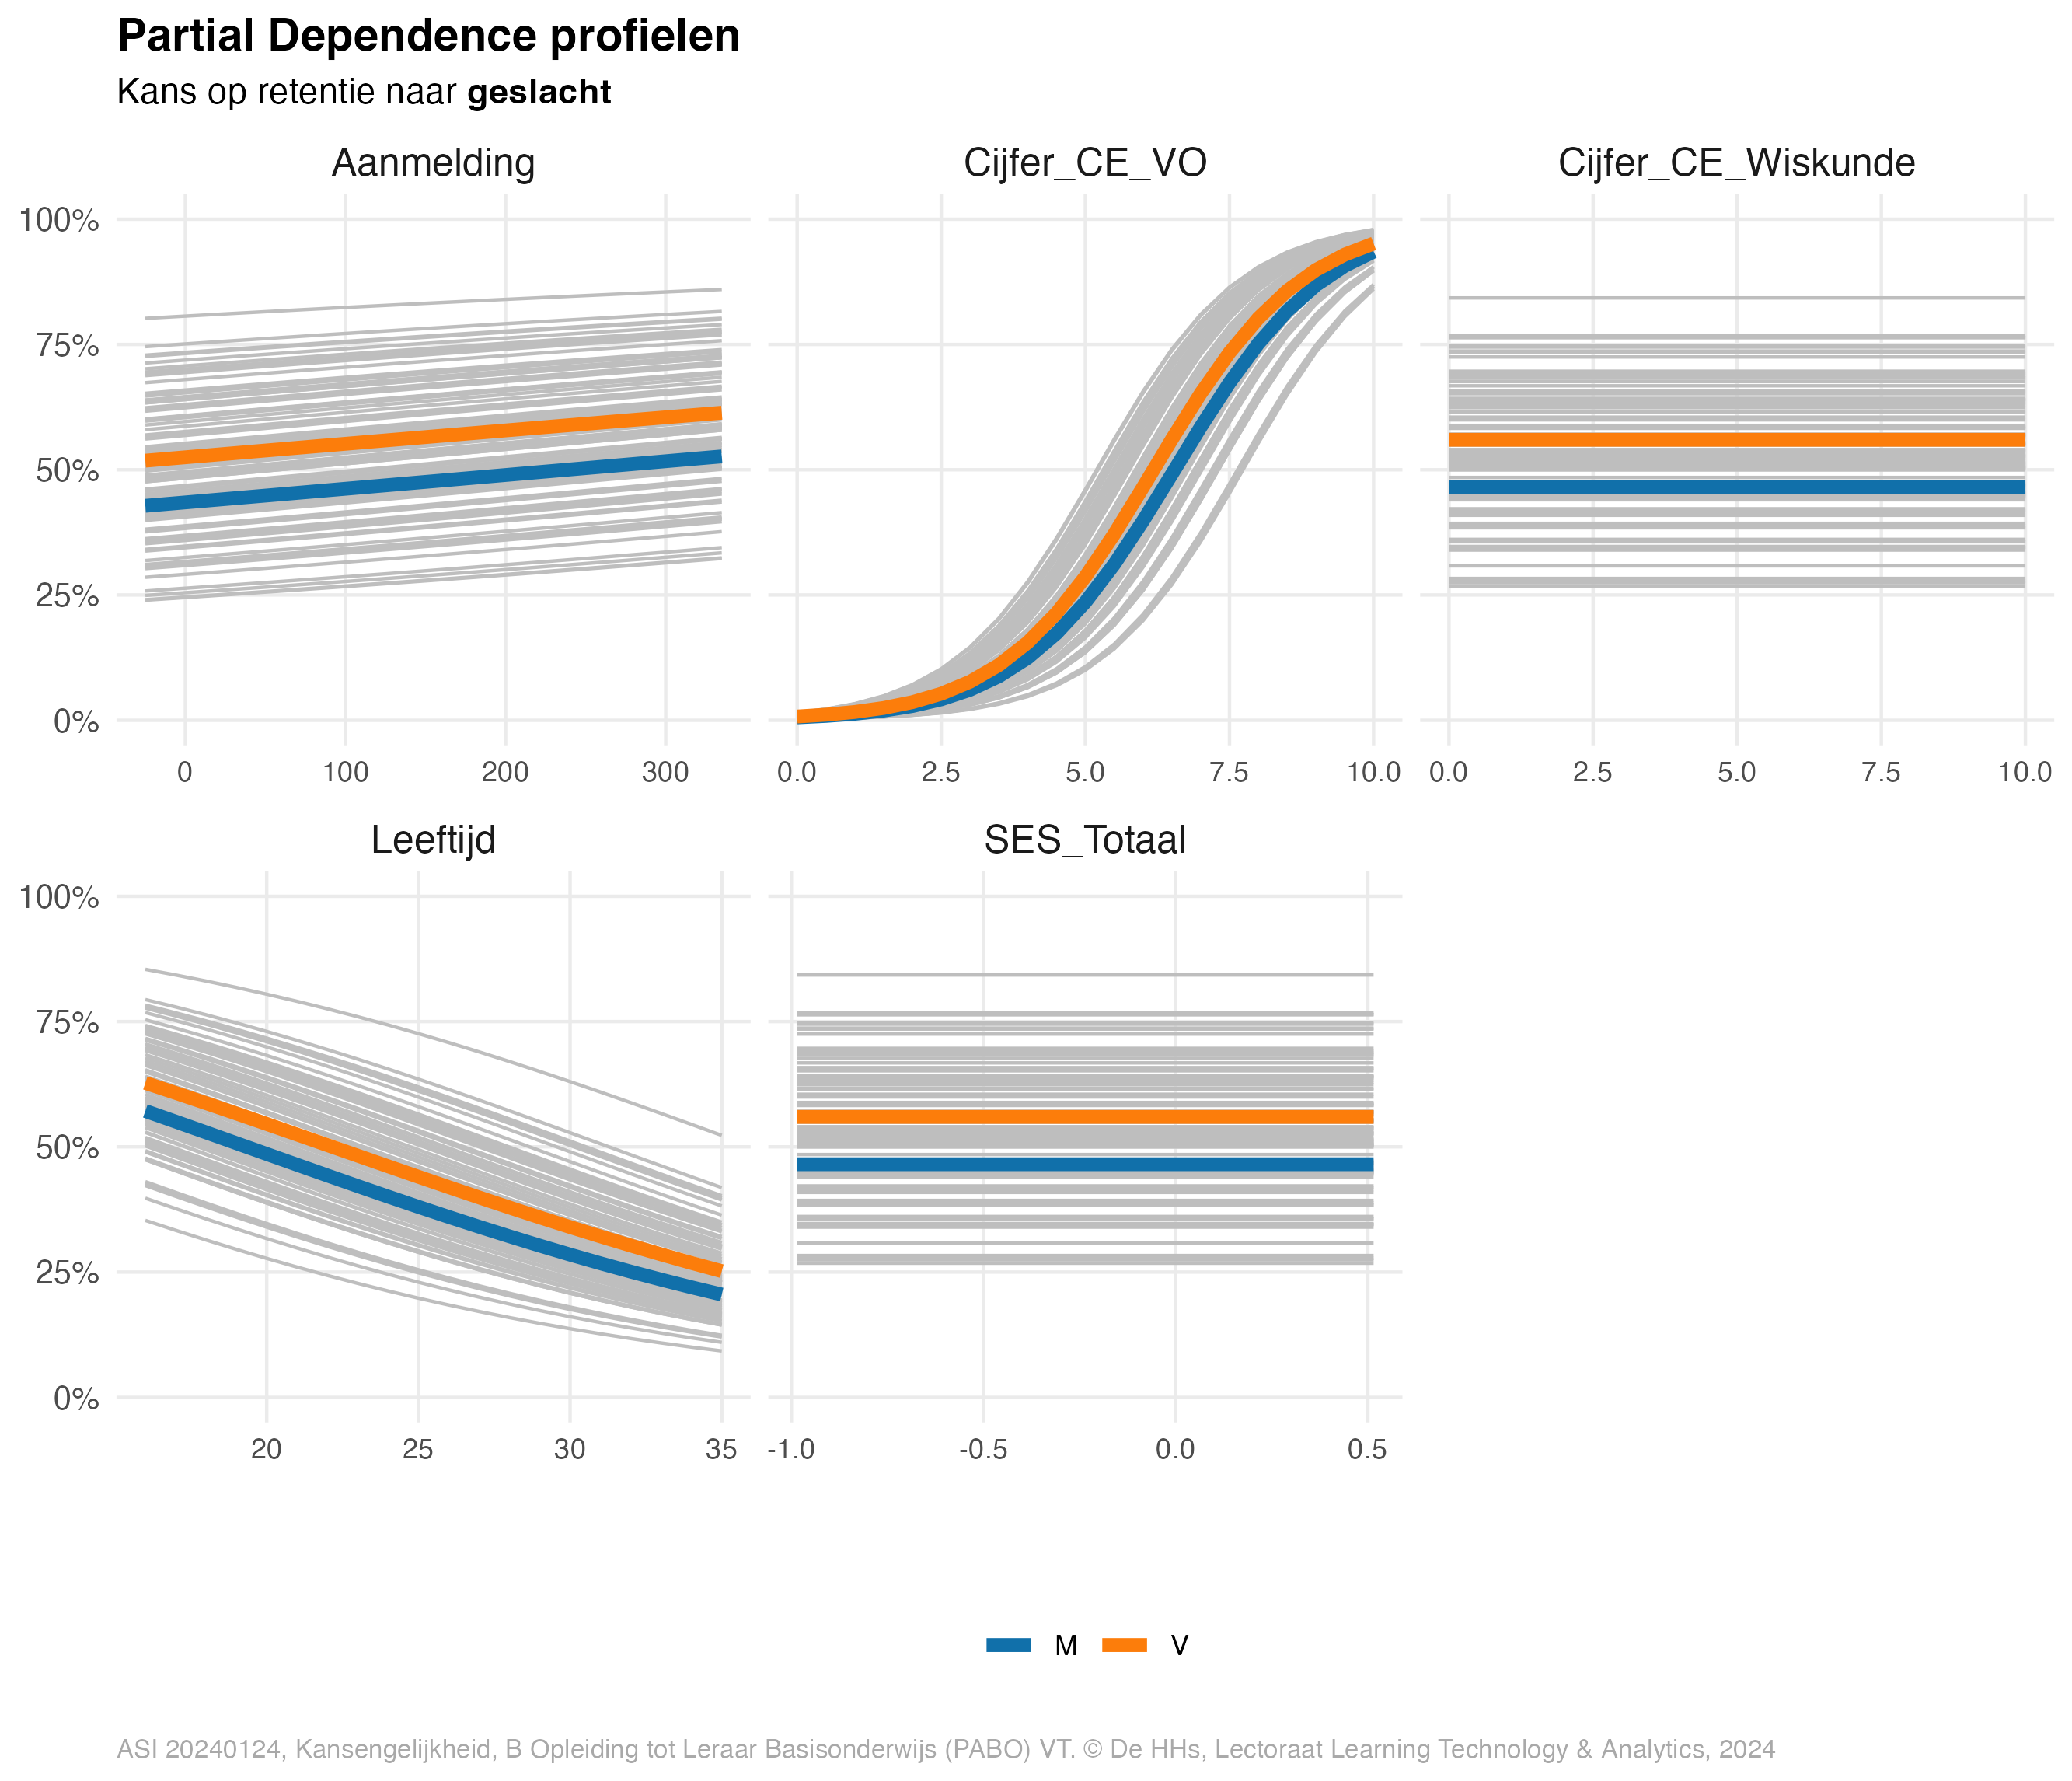 Partial Dependence profielen
Kans op retentie naar geslacht
Aanmelding Cijfer_CE_VO Cijfer_CE_Wiskunde
100%
75%
50%
25%
0%
0 100 200 300 0.0 2.5 5.0 7.5 10.0 0.0 2.5 5.0 7.5 10.0
Leeftijd SES_Totaal
100%
75%
50%
25%
0%
20 25 30 35 -1.0 -0.5 0.0 0.5
M V
ASI 20240124, Kansengelijkheid, B Opleiding tot Leraar Basisonderwijs (PABO) VT. © De HHs, Lectoraat Learning Technology & Analytics, 2024